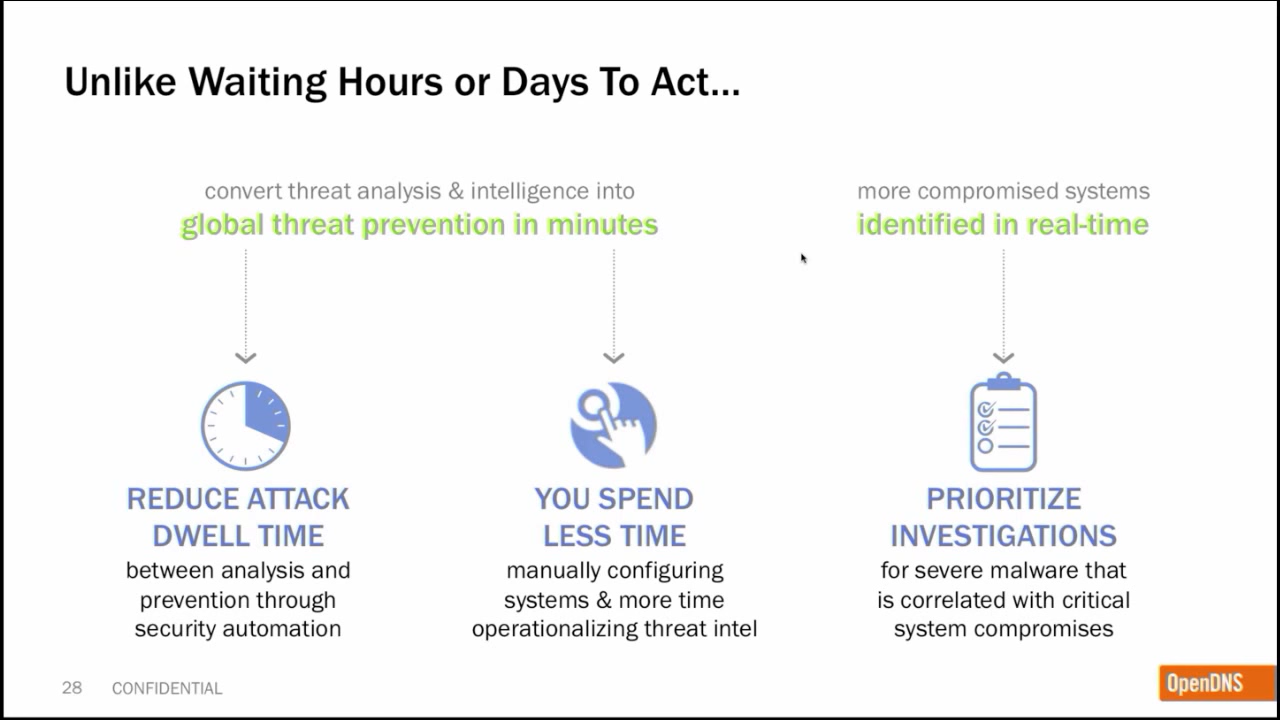 Unlike Waiting Hours or Days To Act...
convert threat analysis & intelligence into
global threat prevention in minutes
more compromised systems
identified in real-time
REDUCE ATTACK
DWELL TIME
between analysis and
prevention through
security automation
YOU SPEND
LESS TIME
manually configuring
systems & more time
operationalizing threat intel
PRIORITIZE
INVESTIGATIONS
for severe malware that
is correlated with critical
system compromises
28 CONFIDENTIAL
OpenDNS